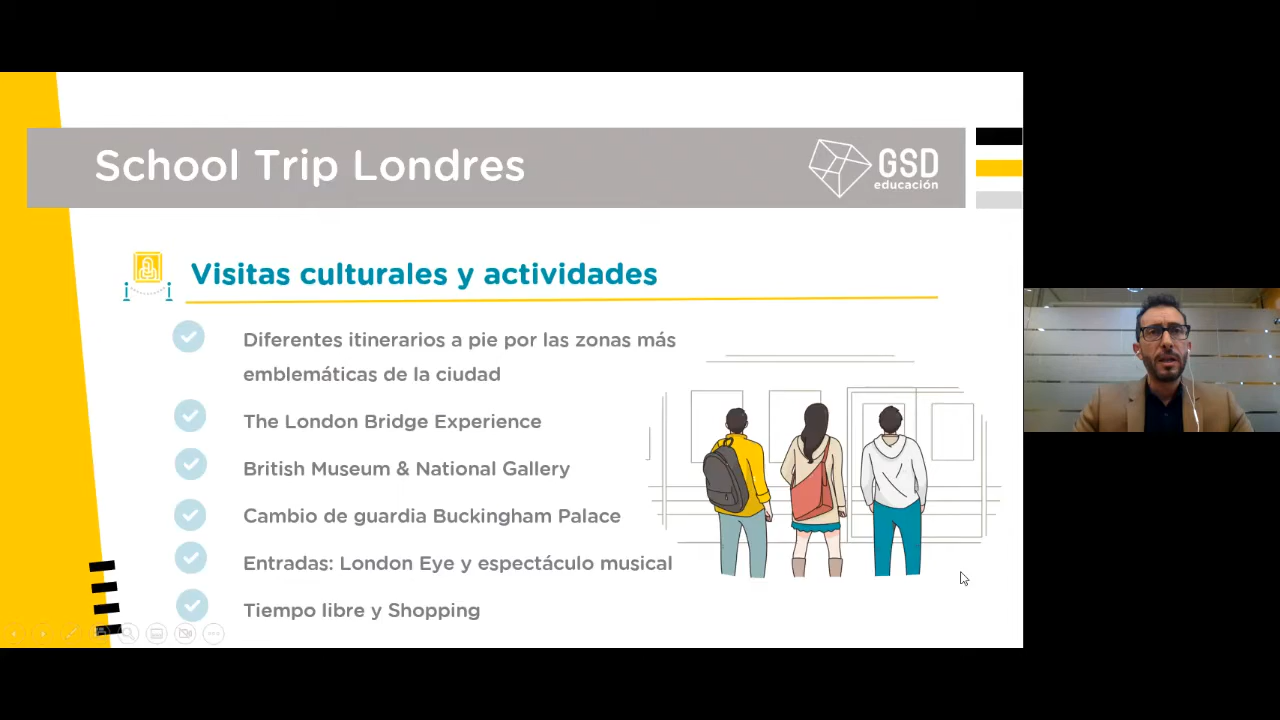 School Trip Londres
GSD
educación
Visitas culturales y actividades
Diferentes itinerarios a pie por las zonas más
emblemáticas de la ciudad
The London Bridge Experience
British Museum & National Gallery
Cambio de guardia Buckingham Palace
Entradas: London Eye y espectáculo musical
Tiempo libre y Shopping